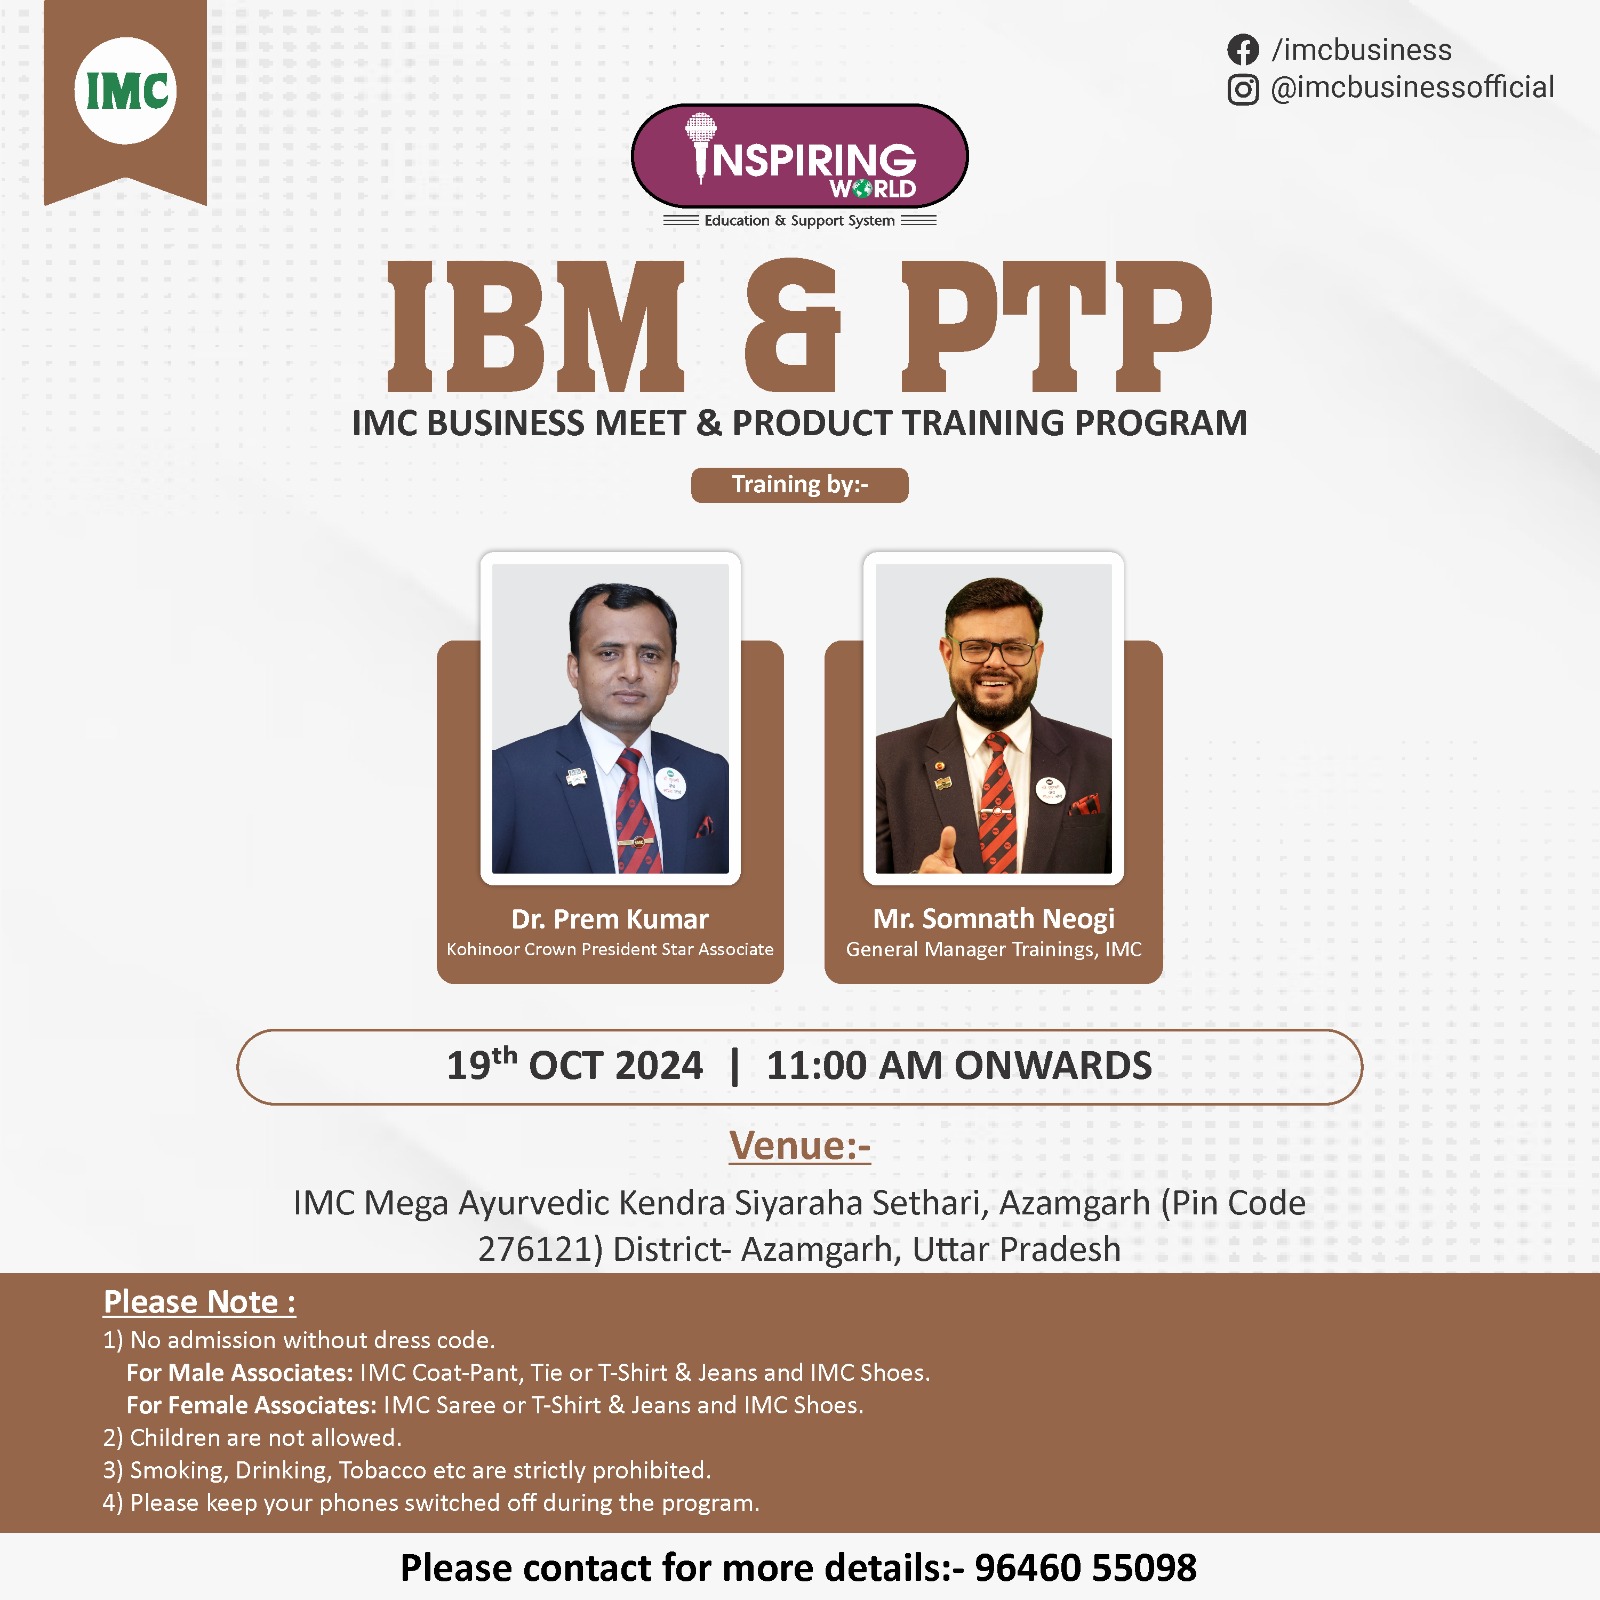 IMC
/imcbusiness
@imcbusinessofficial
INSPIRING
WORLD
Education & Support System
IBM & PTP
IMC BUSINESS MEET & PRODUCT TRAINING PROGRAM
Training by:-
Dr. Prem Kumar
Kohinoor Crown President Star Associate
Mr. Somnath Neogi
General Manager Trainings, IMC
19th OCT 2024 | 11:00 AM ONWARDS
Venue:-
IMC Mega Ayurvedic Kendra Siyaraha Sethari, Azamgarh (Pin Code
276121) District- Azamgarh, Uttar Pradesh
Please Note :
1) No admission without dress code.
For Male Associates: IMC Coat-Pant, Tie or T-Shirt & Jeans and IMC Shoes.
For Female Associates: IMC Saree or T-Shirt & Jeans and IMC Shoes.
2) Children are not allowed.
3) Smoking, Drinking, Tobacco etc are strictly prohibited.
4) Please keep your phones switched off during the program.
Please contact for more details:- 96460 55098